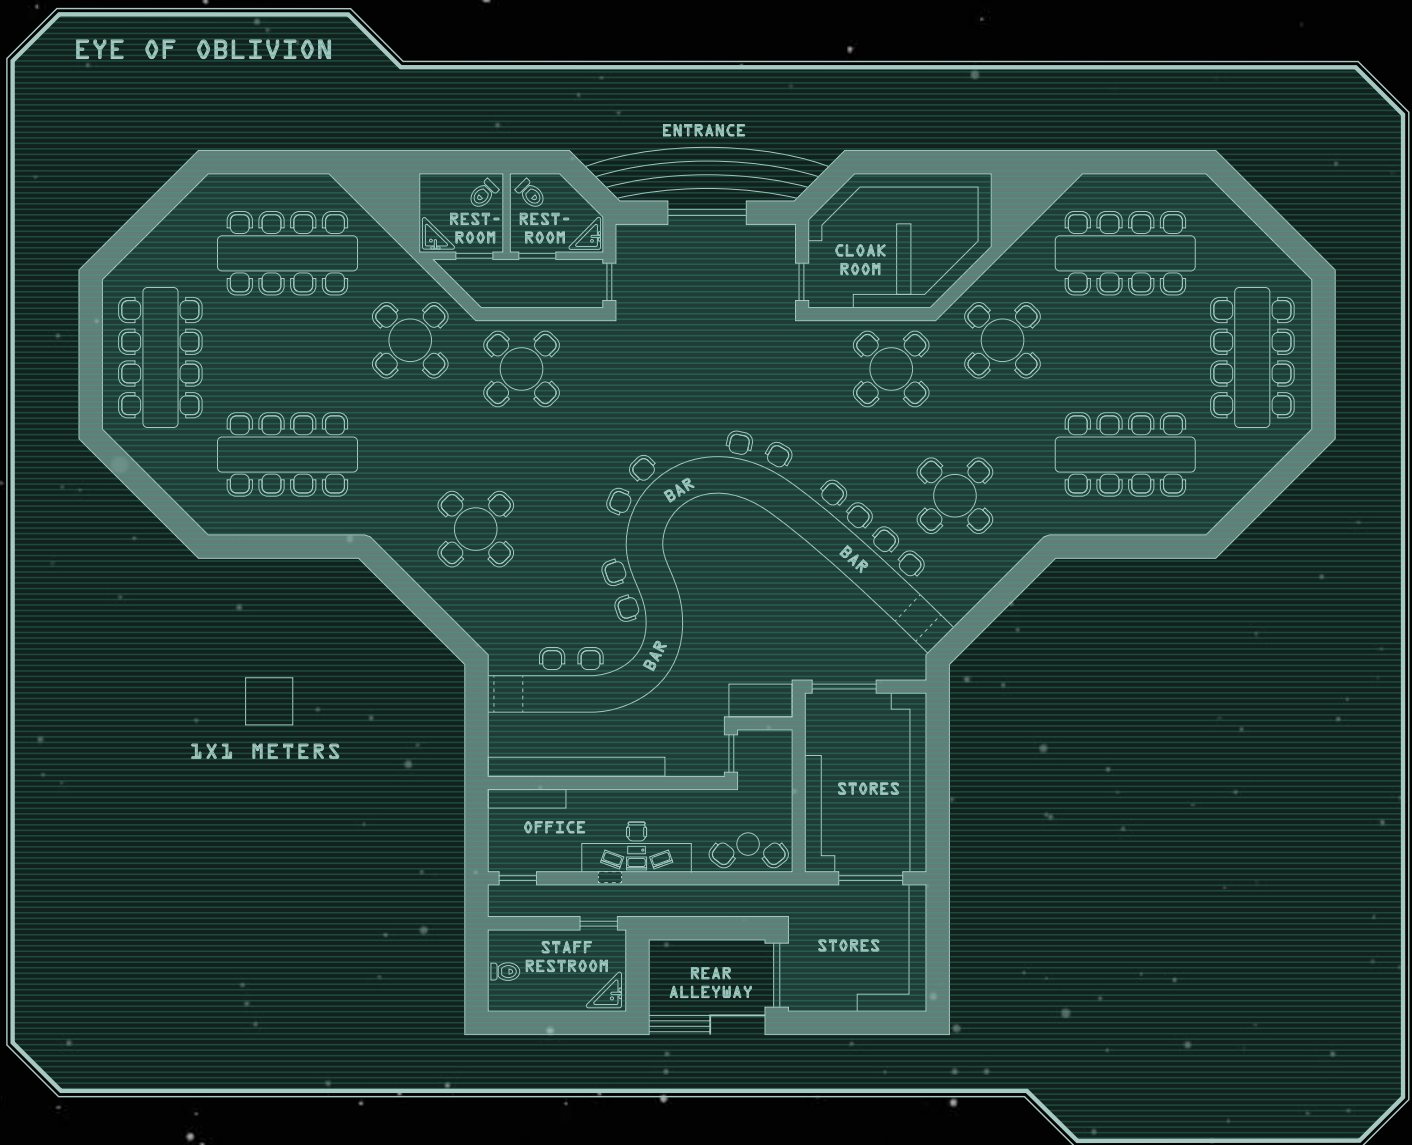 EYE OF OBLIVION
ENTRANCE
REST-
ROOM
REST-
ROOM
CLOAK
ROOM
BAR
BAR
BAR
1X1 METERS
STORES
OFFICE
STAFF
RESTROOM
STORES
REAR
ALLEYWAY